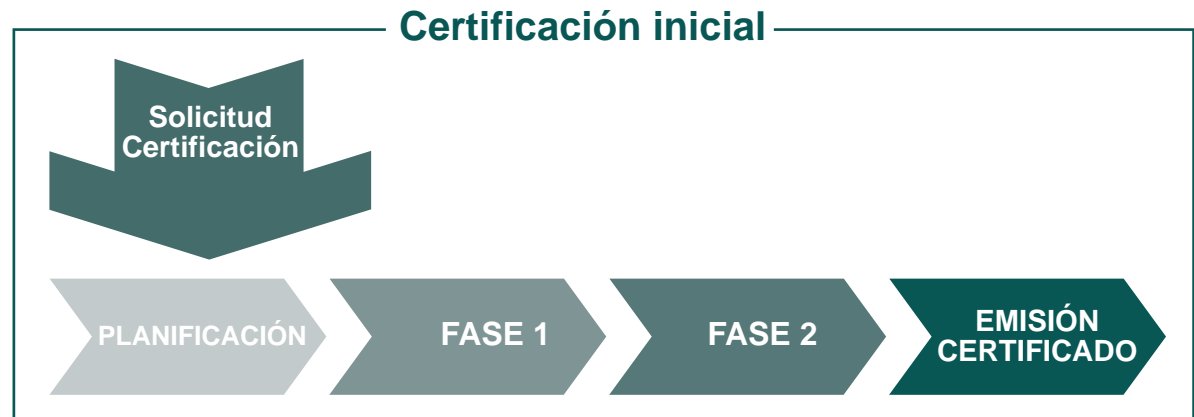 Certificación inicial
Solicitud
Certificación
PLANIFICACIÓN
FASE 1
FASE 2
EMISIÓN
CERTIFICADO